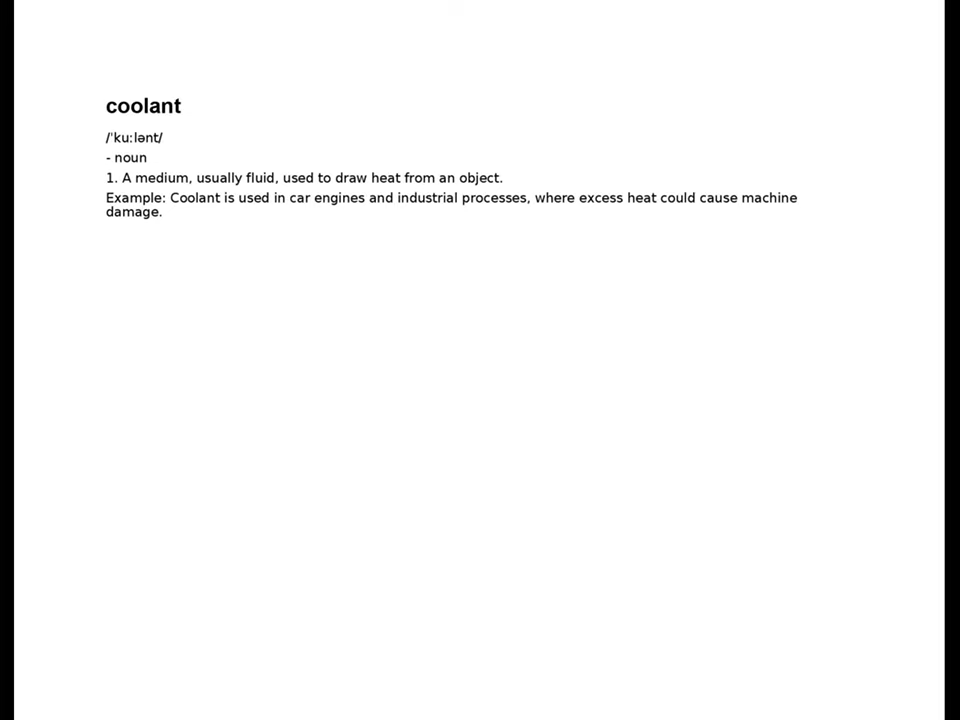 coolant
/ˈkuːlənt/
- noun
1. A medium, usually fluid, used to draw heat from an object.
Example: Coolant is used in car engines and industrial processes, where excess heat could cause machine
damage.